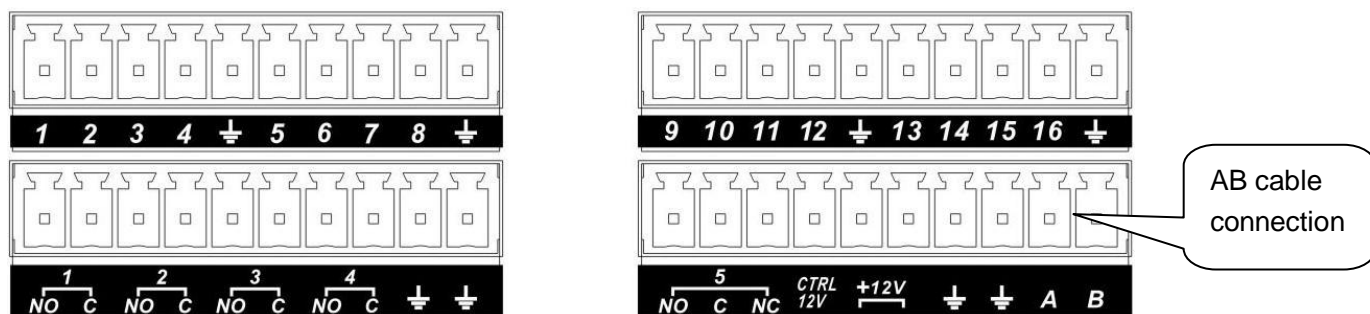 1 2 3 4 ⏚ 5 6 7 8 ⏚
9 10 11 12 ⏚ 13 14 15 16 ⏚
AB cable
connection
1 2 3 4
NO C NO C NO C NO C ⏚ ⏚
5 CTRL 12V +12V
NO C NC ⏚ ⏚ A B